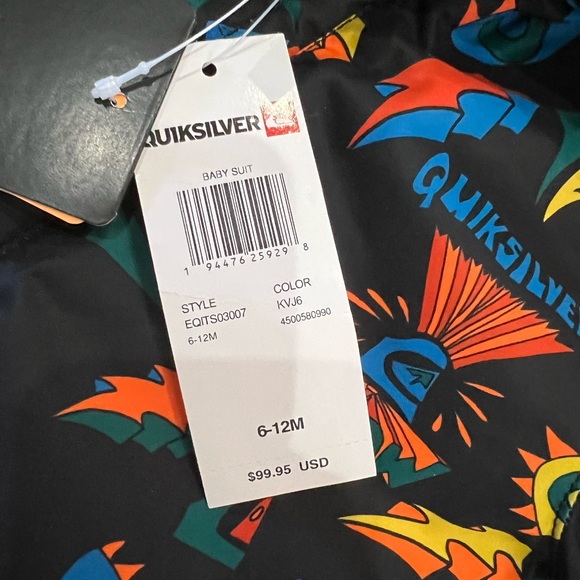 QUIKSILVER
BABY SUIT
1 94476 25929 8
STYLE COLOR
EQITS03007 KVJ6
6-12M 4500580990
6-12M
$99.95 USD
QUIKSILVER